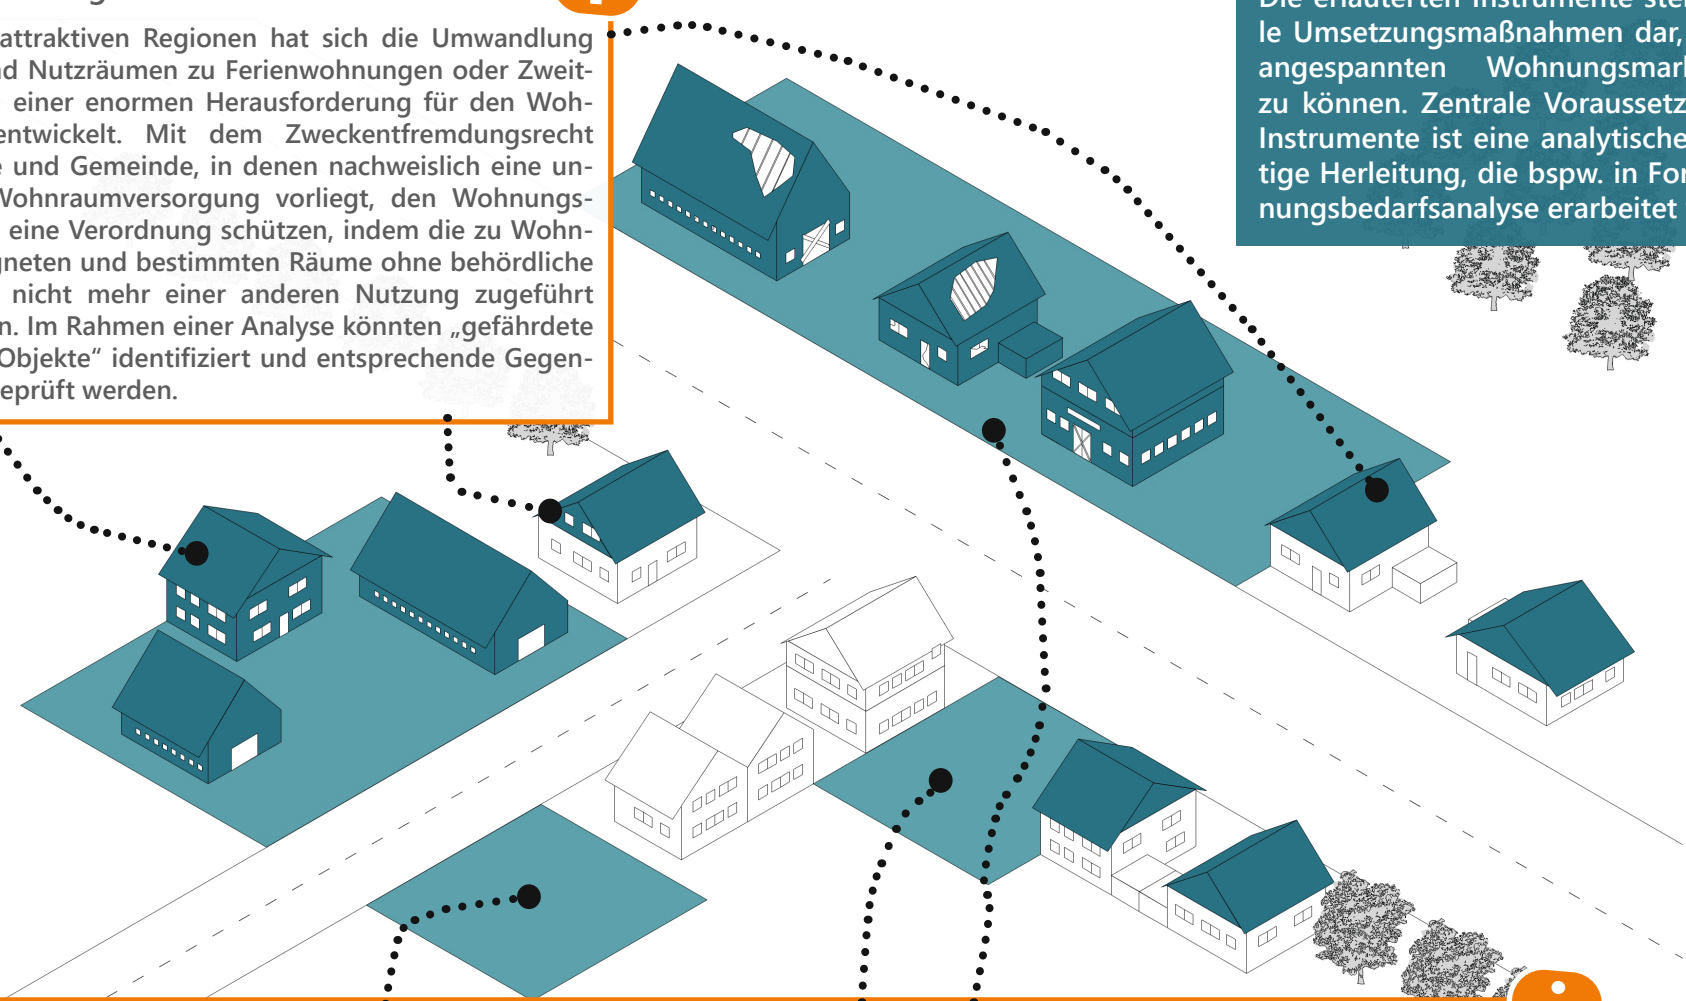 attraktiven Regionen hat sich die Umwandlung
Nutzräumen zu Ferienwohnungen oder Zweit-
einer enormen Herausforderung für den Woh-
entwickelt. Mit dem Zweckentfremdungsrecht
und Gemeinde, in denen nachweislich eine un-
Wohnraumversorgung vorliegt, den Wohnungs-
eine Verordnung schützen, indem die zu Wohn-
gneten und bestimmten Räume ohne behördliche
nicht mehr einer anderen Nutzung zugeführt
n. Im Rahmen einer Analyse könnten „gefährdete
Objekte“ identifiziert und entsprechende Gegen-
eprüft werden.
Die erläuterten Instrumente
le Umsetzungsmaßnahmen dar,
angespannten Wohnungsmar
zu können. Zentrale Voraussetz
Instrumente ist eine analytische
tige Herleitung, die bspw. in For
nungsbedarfsanalyse erarbeitet